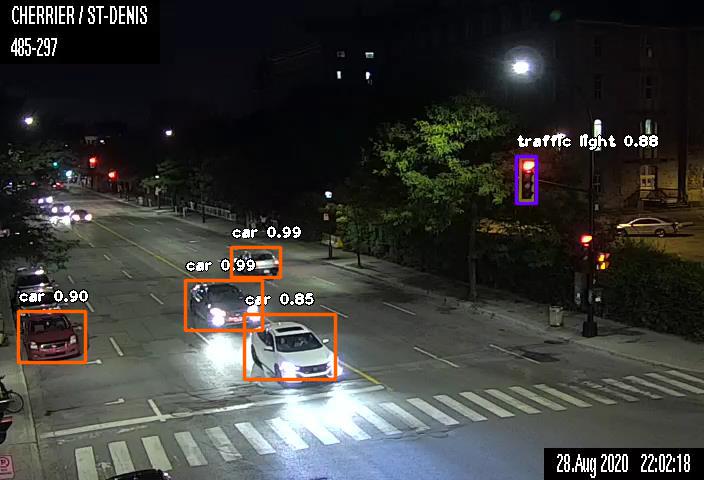 CHERRIER / ST-DENIS
485-297
traffic light 0.88
car 0.99
car 0.99
car 0.90
car 0.85
28.Aug 2020 22:02:18